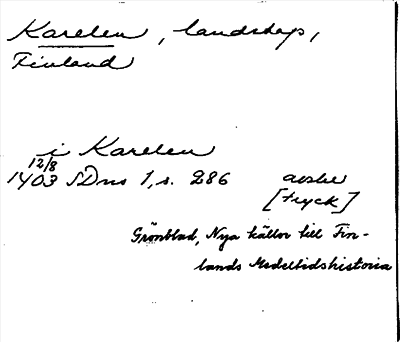 Karelen, landskap,
Finland
i Karelen
12/8
1403 SDns 1, s. 286 avskr
[tryck]
Grönblad, Nya källor till Fin-
lands Medeltidshistoria